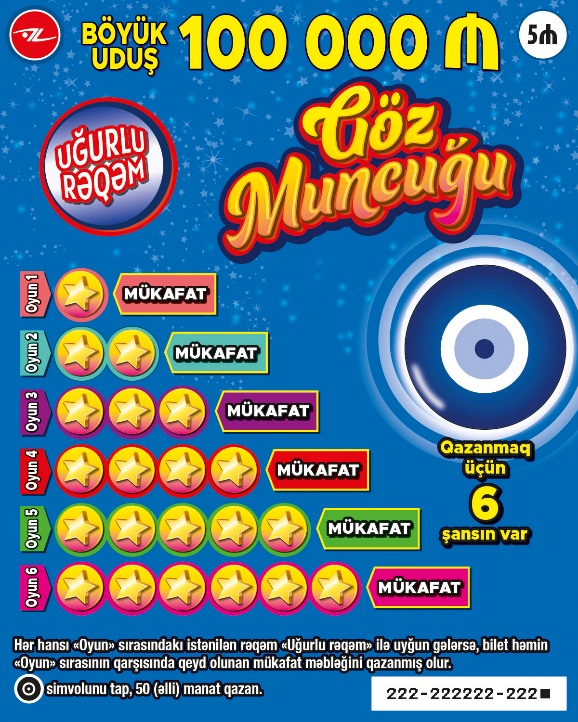 BÖYÜK
UDUŞ
100 000 ₼
5₼
UĞURLU
RƏQƏM
Göz
Muncuğu
Oyun 1
MÜKAFAT
Oyun 2
MÜKAFAT
Oyun 3
MÜKAFAT
Oyun 4
MÜKAFAT
Oyun 5
MÜKAFAT
Oyun 6
MÜKAFAT
Qazanmaq
üçün
6
şansın var
Hər hansı «Oyun» sırasındakı istənilən rəqəm «Uğurlu rəqəm» ilə uyğun gələrsə, bilet həmin
«Oyun» sırasının qarşısında qeyd olunan mükafat məbləğini qazanmış olur.
simvolunu tap, 50 (əlli) manat qazan.
222-222222-222■